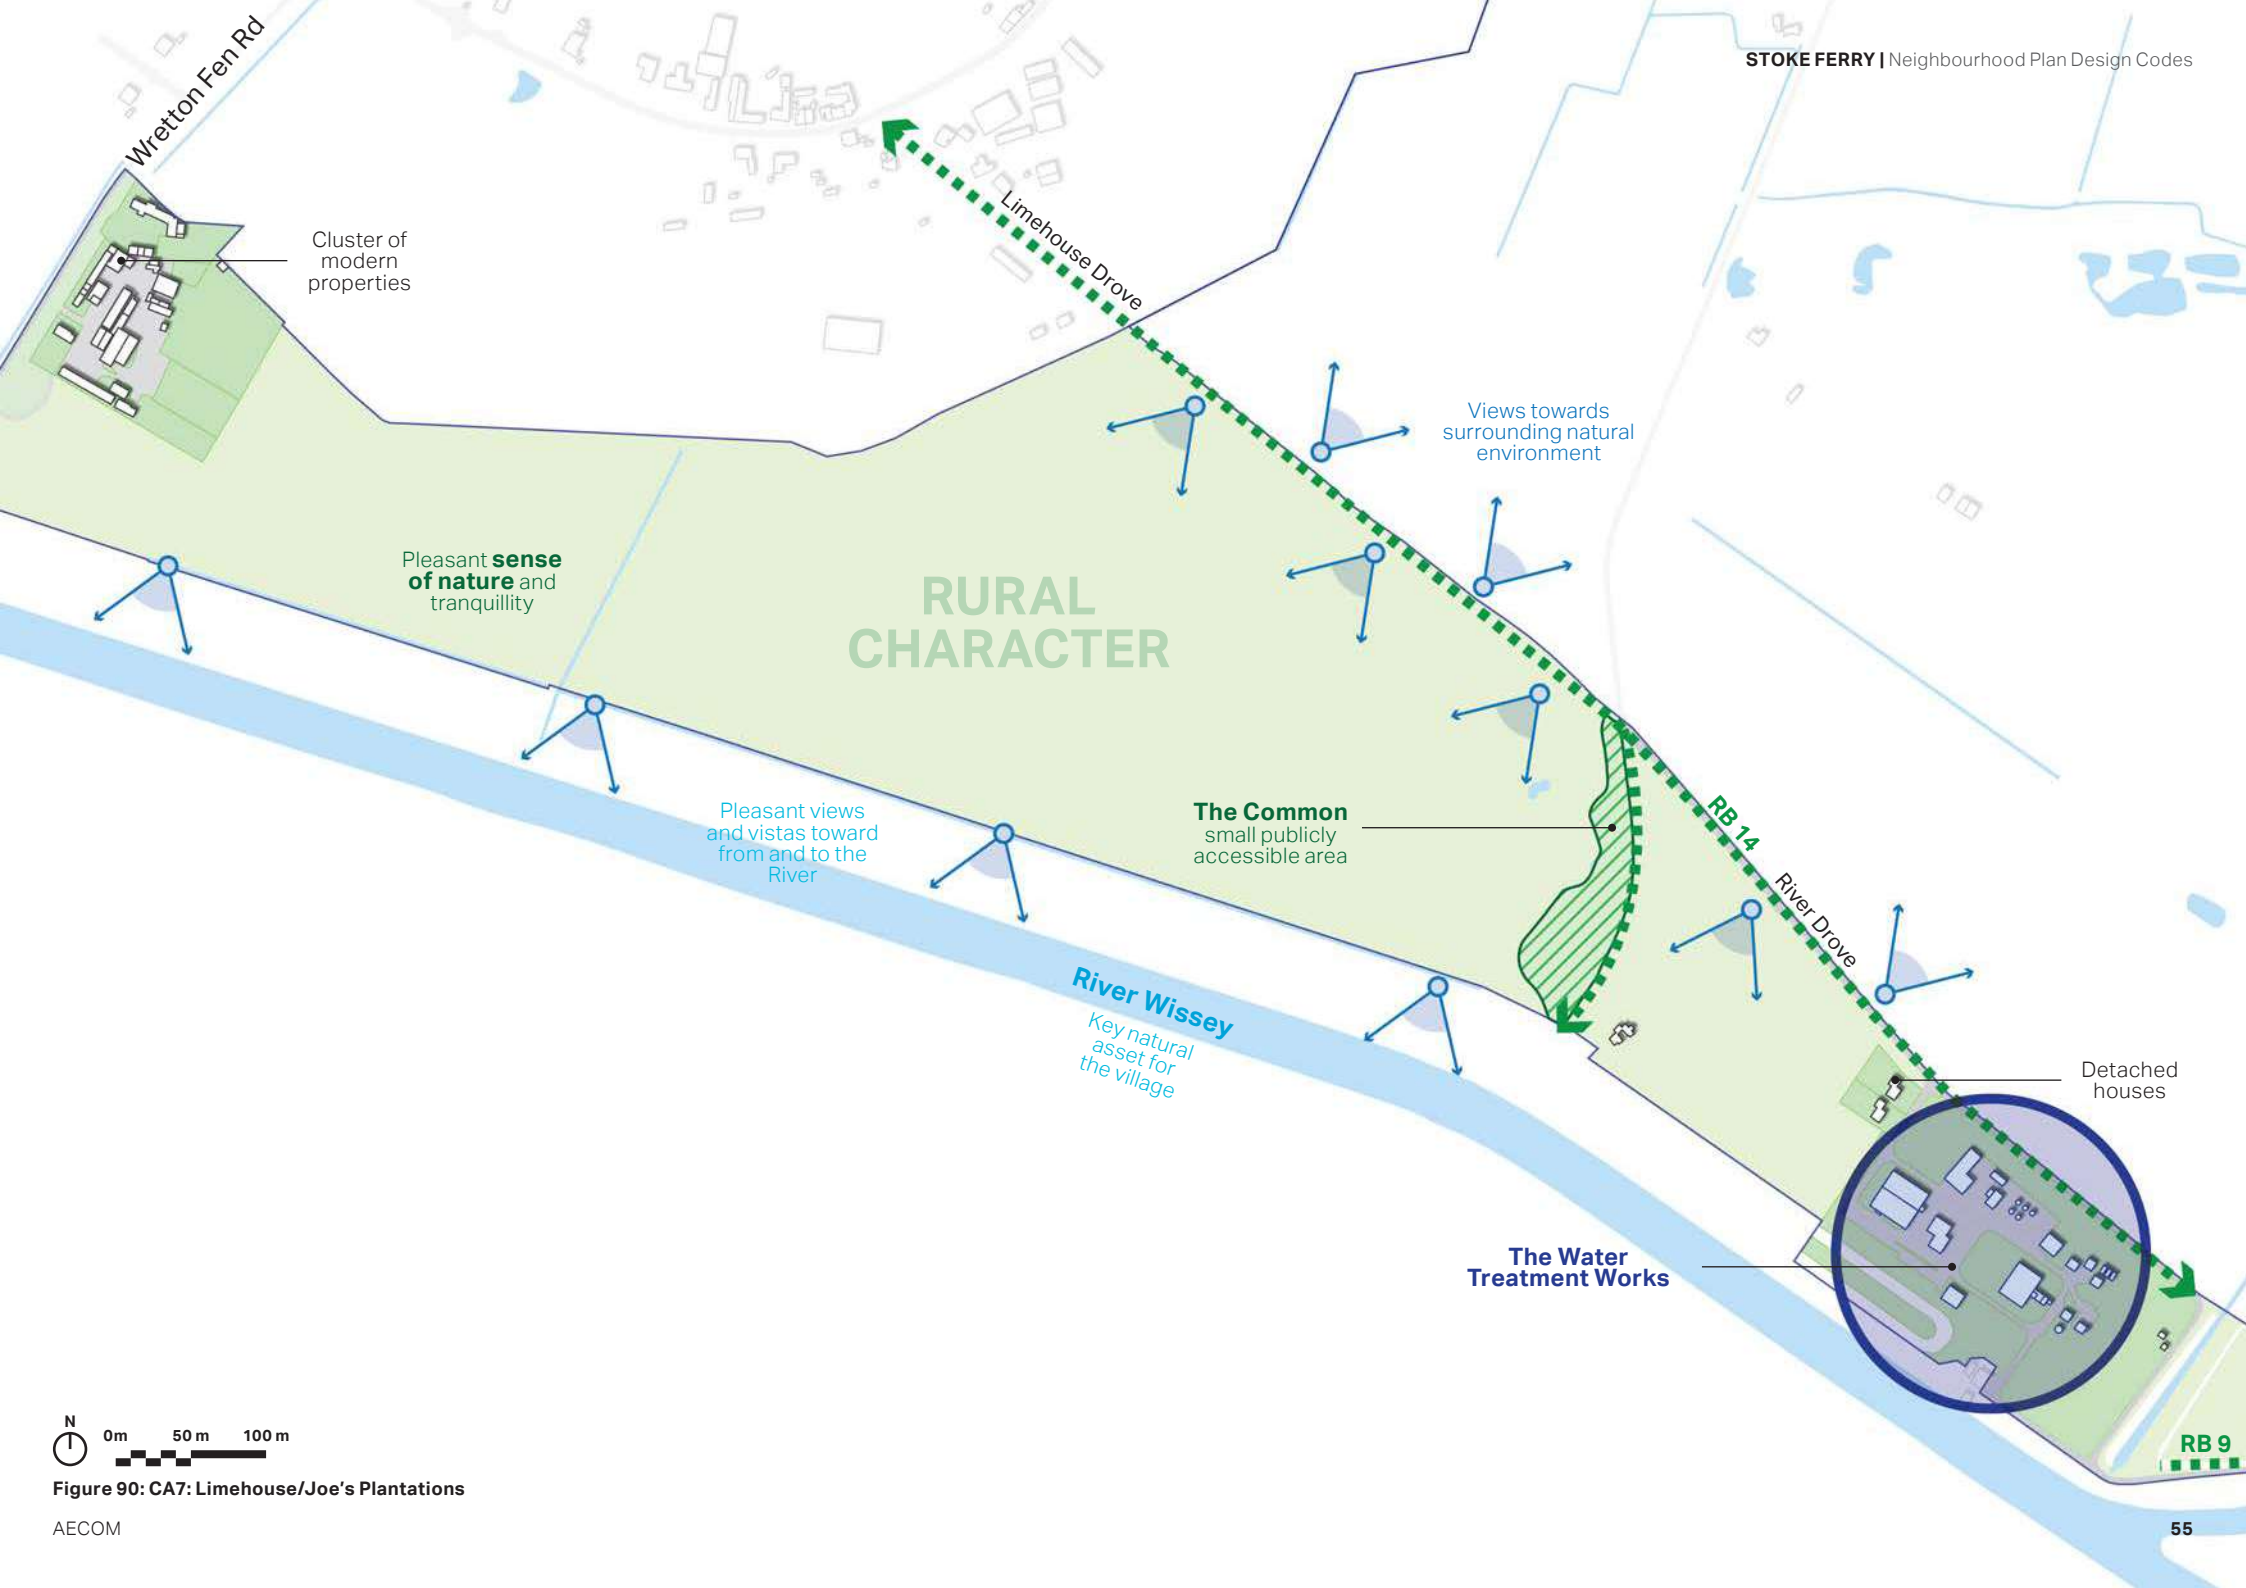 STOKE FERRY | Neighbourhood Plan Design Codes
Wretton Fen Rd
Cluster of
modern
properties
Limehouse Drove
Views towards
surrounding natural
environment
Pleasant sense
of nature and
tranquillity
RURAL
CHARACTER
The Common
small publicly
accessible area
RB 14
River Drove
Pleasant views
and vistas toward
from and to the
River
River Wissey
Key natural
asset for
the village
Detached
houses
The Water
Treatment Works
RB 9
N
0m 50 m 100 m
Figure 90: CA7: Limehouse/Joe's Plantations
AECOM
55